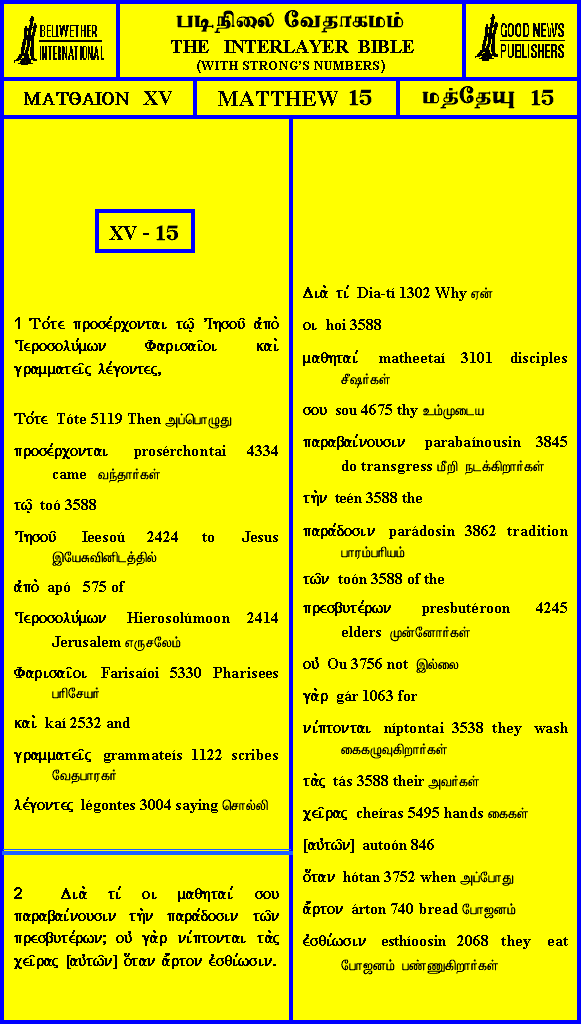 BELLWETHER
INTERNATIONAL
படிநிலை வேதாகமம்
THE INTERLAYER BIBLE
(WITH STRONG'S NUMBERS)
GOOD NEWS
PUBLISHERS
ΜΑΤΘΑΙΟΝ XV
MATTHEW 15
மத்தேயு 15
XV - 15
1 Τότε προσέρχονται τῷ Ἰησοῦ ἀπὸ
Ἱεροσολύμων Φαρισαῖοι καὶ
γραμματεῖς λέγοντες,
Τότε Tóte 5119 Then அப்பொழுது
προσέρχονται prosérchontai 4334
came வந்தார்கள்
τῷ toó 3588
Ἰησοῦ Ieesoú 2424 to Jesus
இயேசுவினிடத்தில்
ἀπὸ apó 575 of
Ἱεροσολύμων Hierosolúmoon 2414
Jerusalem எருசலேம்
Φαρισαῖοι Farisaíoi 5330 Pharisees
பரிசேயர்
καὶ kaí 2532 and
γραμματεῖς grammateís 1122 scribes
வேதபாரகர்
λέγοντες légontes 3004 saying சொல்லி
2 Διὰ τί οι μαθηταί σου
παραβαίνουσιν τὴν παράδοσιν τῶν
πρεσβυτέρων; οὐ γὰρ νίπτονται τὰς
χεῖρας [αὐτῶν] ὅταν ἄρτον ἐσθίωσιν.
Διὰ τί Dia-tí 1302 Why ஏன்
οι hoi 3588
μαθηταί matheetaí 3101 disciples
சீஷர்கள்
σου sou 4675 thy உம்முடைய
παραβαίνουσιν parabaínousin 3845
do transgress மீறி நடக்கிறார்கள்
τὴν teén 3588 the
παράδοσιν parádosin 3862 tradition
பாரம்பரியம்
τῶν toón 3588 of the
πρεσβυτέρων presbutéroon 4245
elders முன்னோர்கள்
οὐ Ou 3756 not இல்லை
γὰρ gár 1063 for
νίπτονται níptontai 3538 they wash
கைகழுவுகிறார்கள்
τὰς tás 3588 their அவர்கள்
χεῖρας cheíras 5495 hands கைகள்
[αὐτῶν] autoón 846
ὅταν hótan 3752 when அப்போது
ἄρτον árton 740 bread போஜனம்
ἐσθίωσιν esthíoosin 2068 they eat
போஜனம் பண்ணுகிறார்கள்